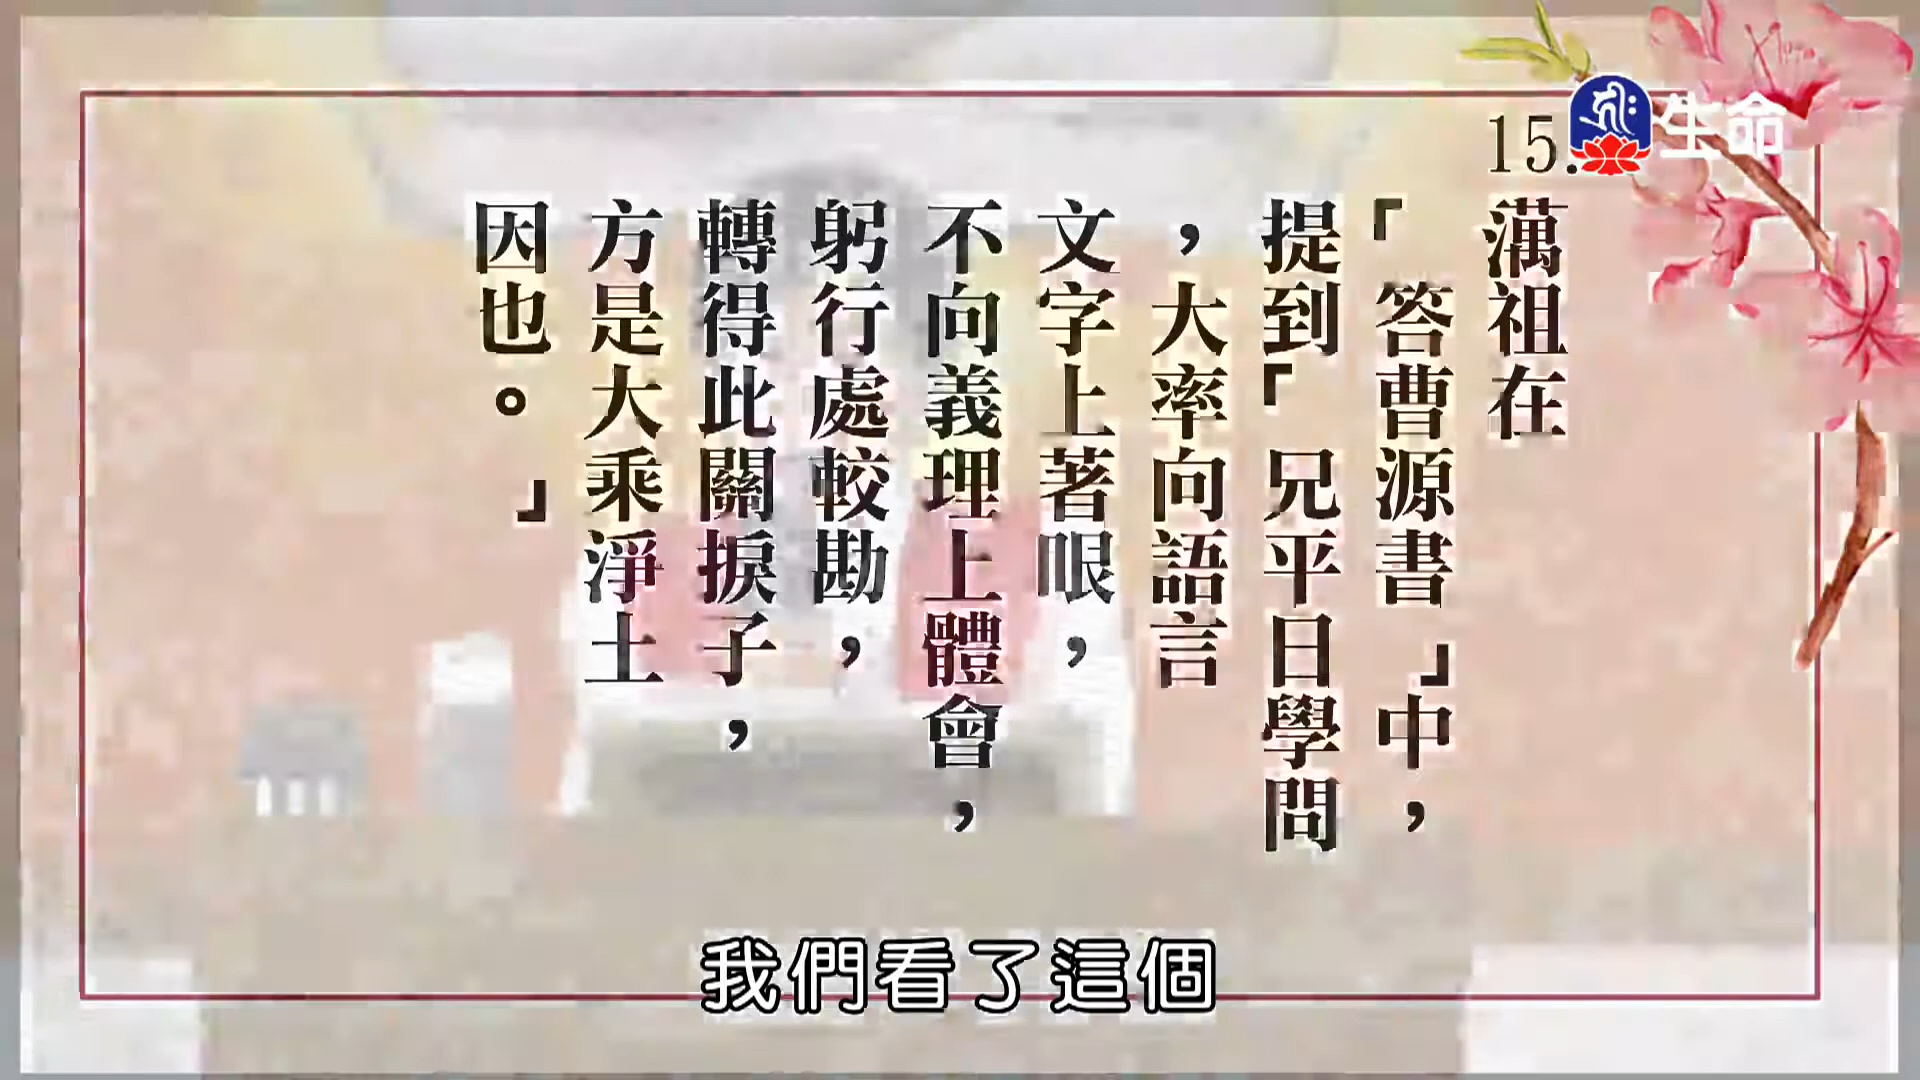 15.
生命
澫祖在
「答曹源書」中，
提到「兄平日學問
，大率向語言
文字上著眼，
不向義理上體會，
躬行處較勘，
轉得此關捩子，
方是大乘淨土
因也。」
我們看了這個